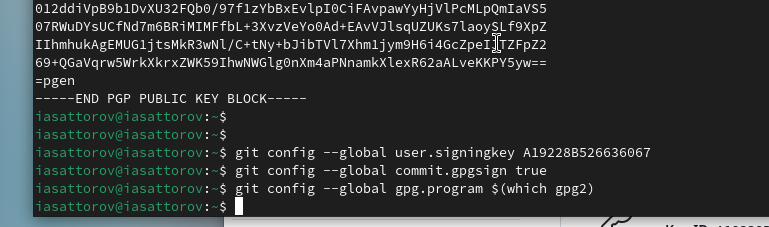 012ddiVpB9b1DvXU32FQb0/97f1zYbBxEvlpI0CiFAvpawYyHjVlPcMLpQmIaVS5
07RWuDYsUCfNd7m6BRiMIMFfbL+3XvzVeYo0Ad+EAvVJlsqUZUKs7laoySLf9XpZ
IIhmhukAgEMUG1jtsMkR3wNl/C+tNy+bJibTVl7Xhm1jym9H6i4GcZpeIJTZFpZ2
69+QGaVqrw5WrkXkrxZWK59IhwNWGlg0nXm4aPNnamkXlexR62aALveKKPY5yw==
=pgen
-----END PGP PUBLIC KEY BLOCK-----
iasattorov@iasattorov:~$
iasattorov@iasattorov:~$
iasattorov@iasattorov:~$ git config --global user.signingkey A19228B526636067
iasattorov@iasattorov:~$ git config --global commit.gpgsign true
iasattorov@iasattorov:~$ git config --global gpg.program $(which gpg2)
iasattorov@iasattorov:~$